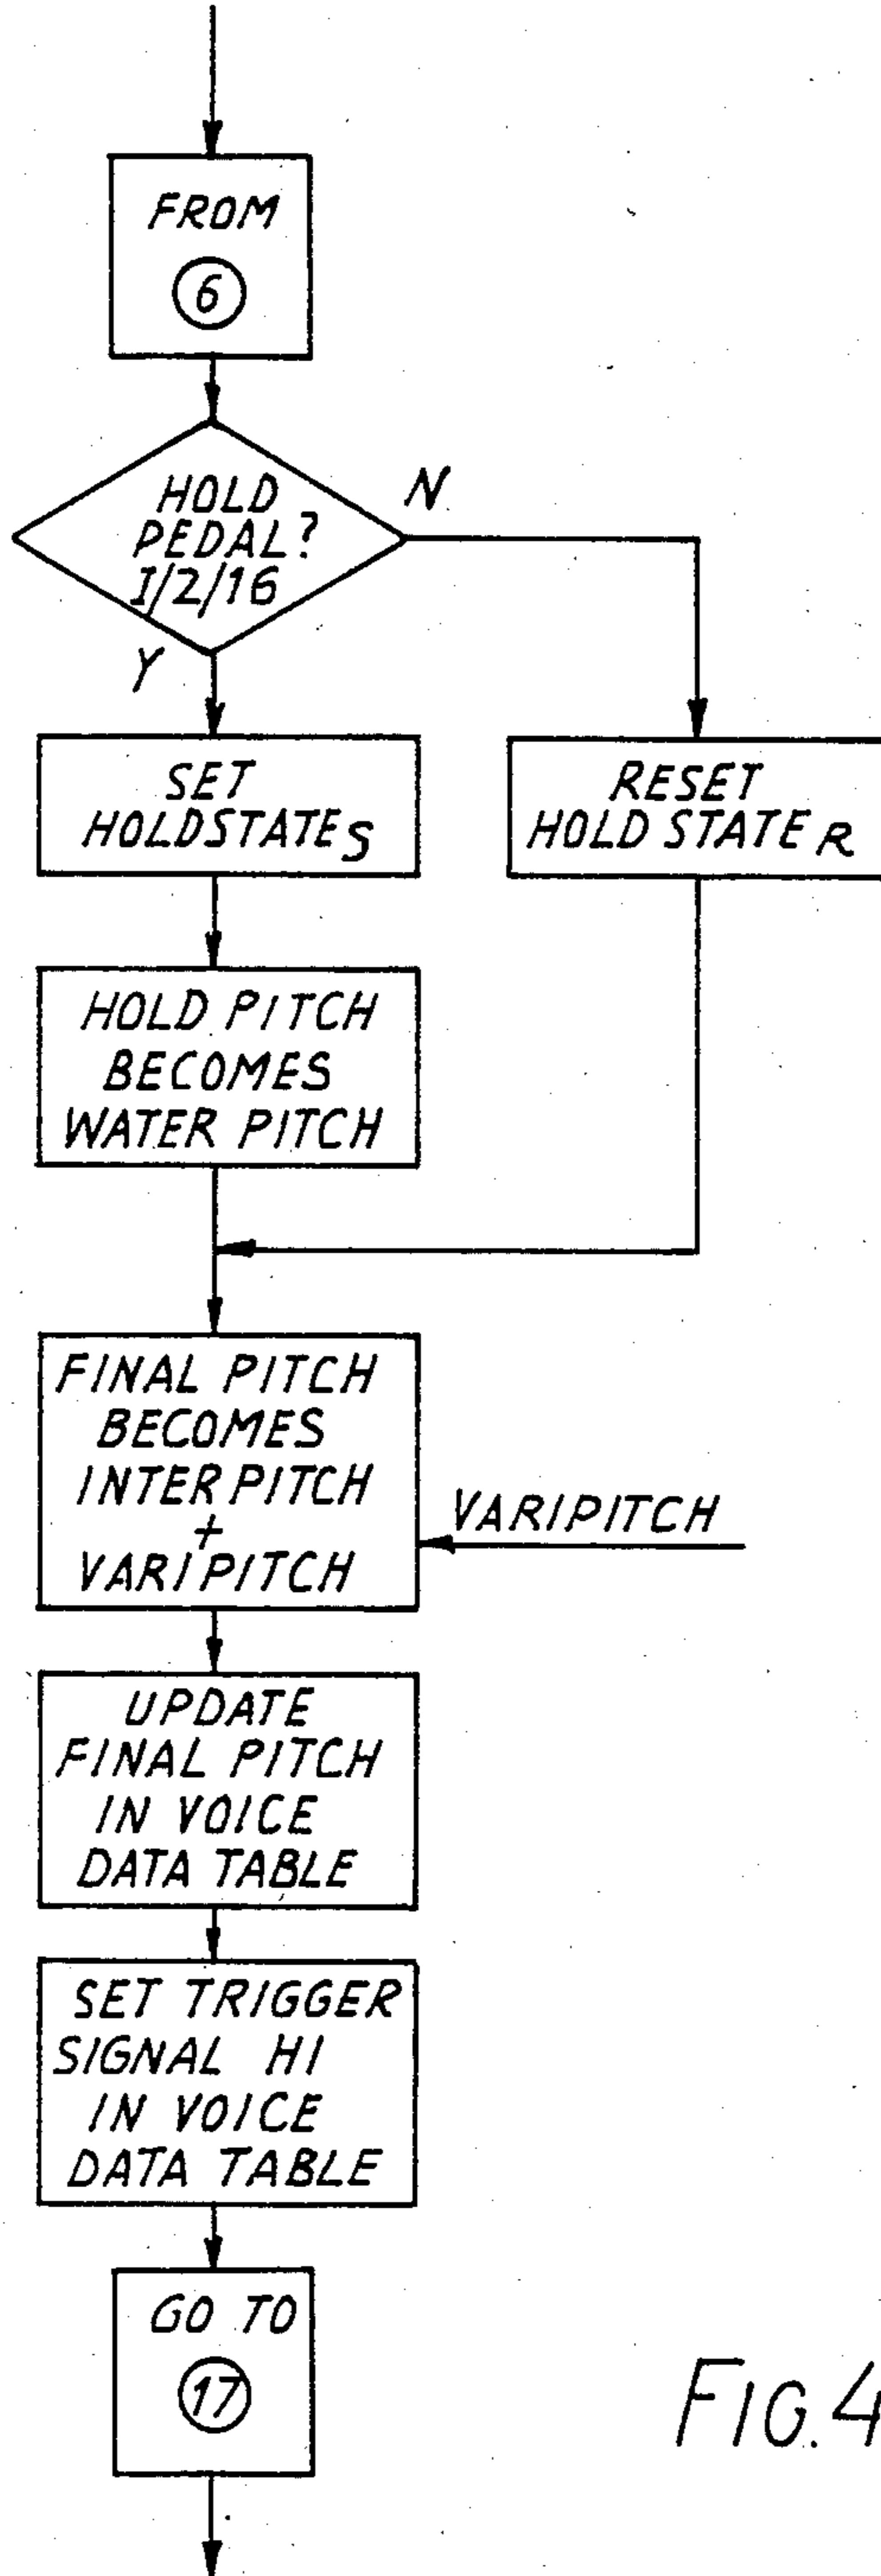 FROM
6
HOLD
PEDAL?
I/2/16
N
Y
SET
HOLDSTATE S
RESET
HOLD STATE R
HOLD PITCH
BECOMES
WATER PITCH
FINAL PITCH
BECOMES
INTERPITCH
+
VARIPITCH
VARIPITCH
UPDATE
FINAL PITCH
IN VOICE
DATA TABLE
SET TRIGGER
SIGNAL HI
IN VOICE
DATA TABLE
GO TO
17
FIG. 4